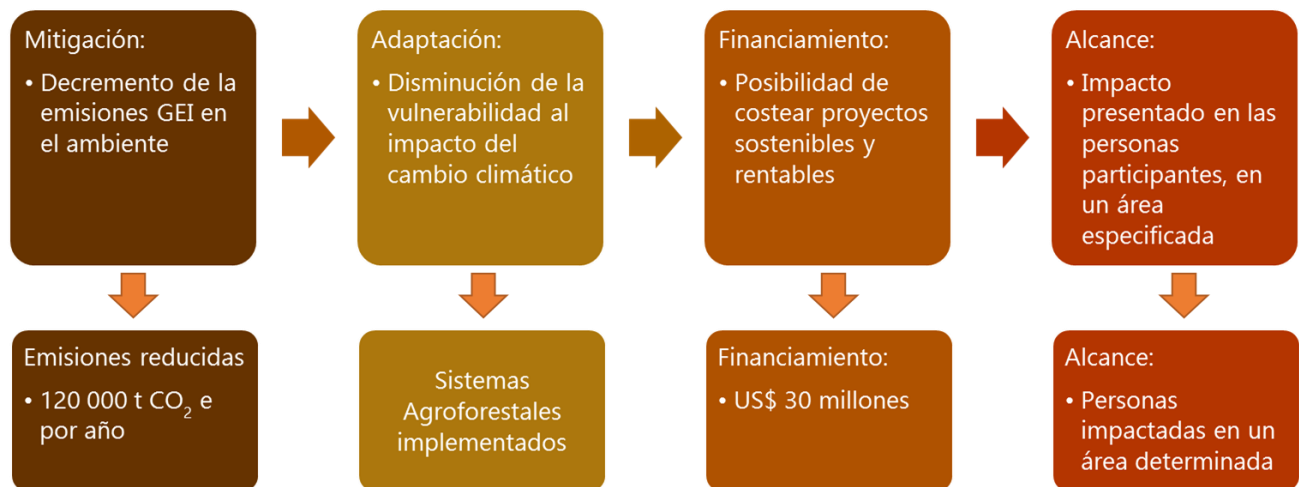 Mitigación:
• Decremento de la
emisiones GEI en
el ambiente
Adaptación:
• Disminución de la
vulnerabilidad al
impacto del
cambio climático
Financiamiento:
• Posibilidad de
costear proyectos
sostenibles y
rentables
Alcance:
• Impacto
presentado en las
personas
participantes, en
un área
especificada
Emisiones reducidas
• 120 000 t CO₂ e
por año
Sistemas
Agroforestales
implementados
Financiamiento:
• US$ 30 millones
Alcance:
• Personas
impactadas en un
área determinada